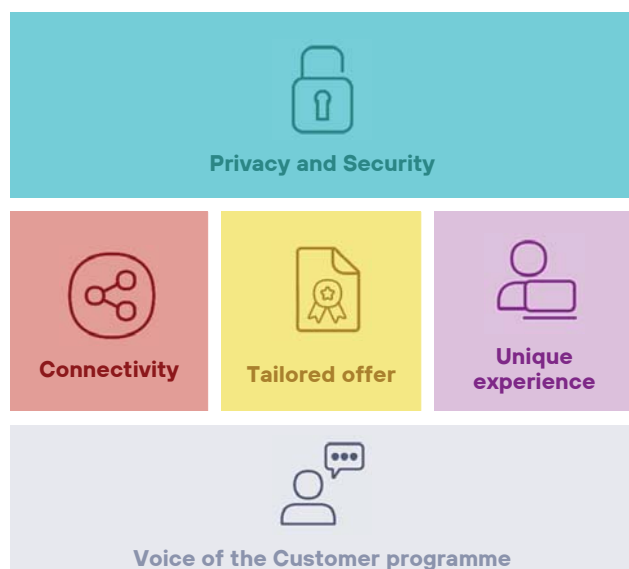 Privacy and Security
Connectivity
Tailored offer
Unique
experience
Voice of the Customer programme